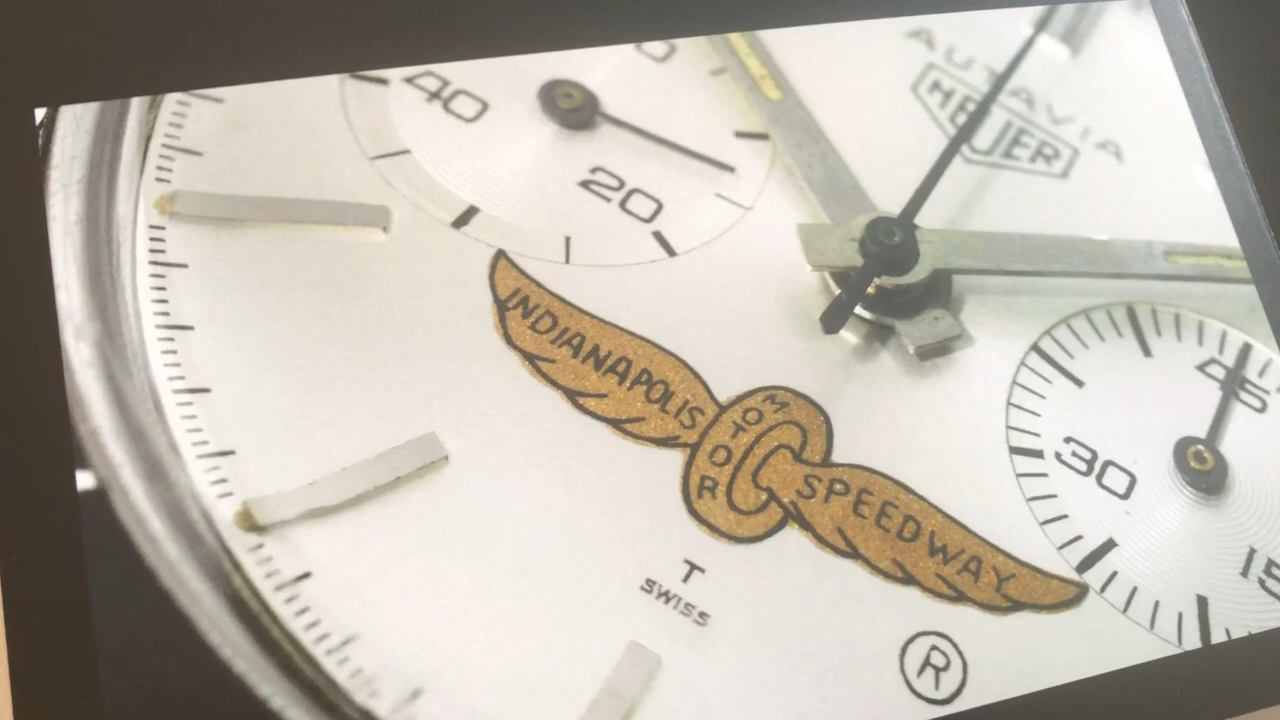 AUTAVIA
HEUER
40
20
INDIANAPOLIS
MOTOR
SPEEDWAY
45
30
15
T
SWISS
®